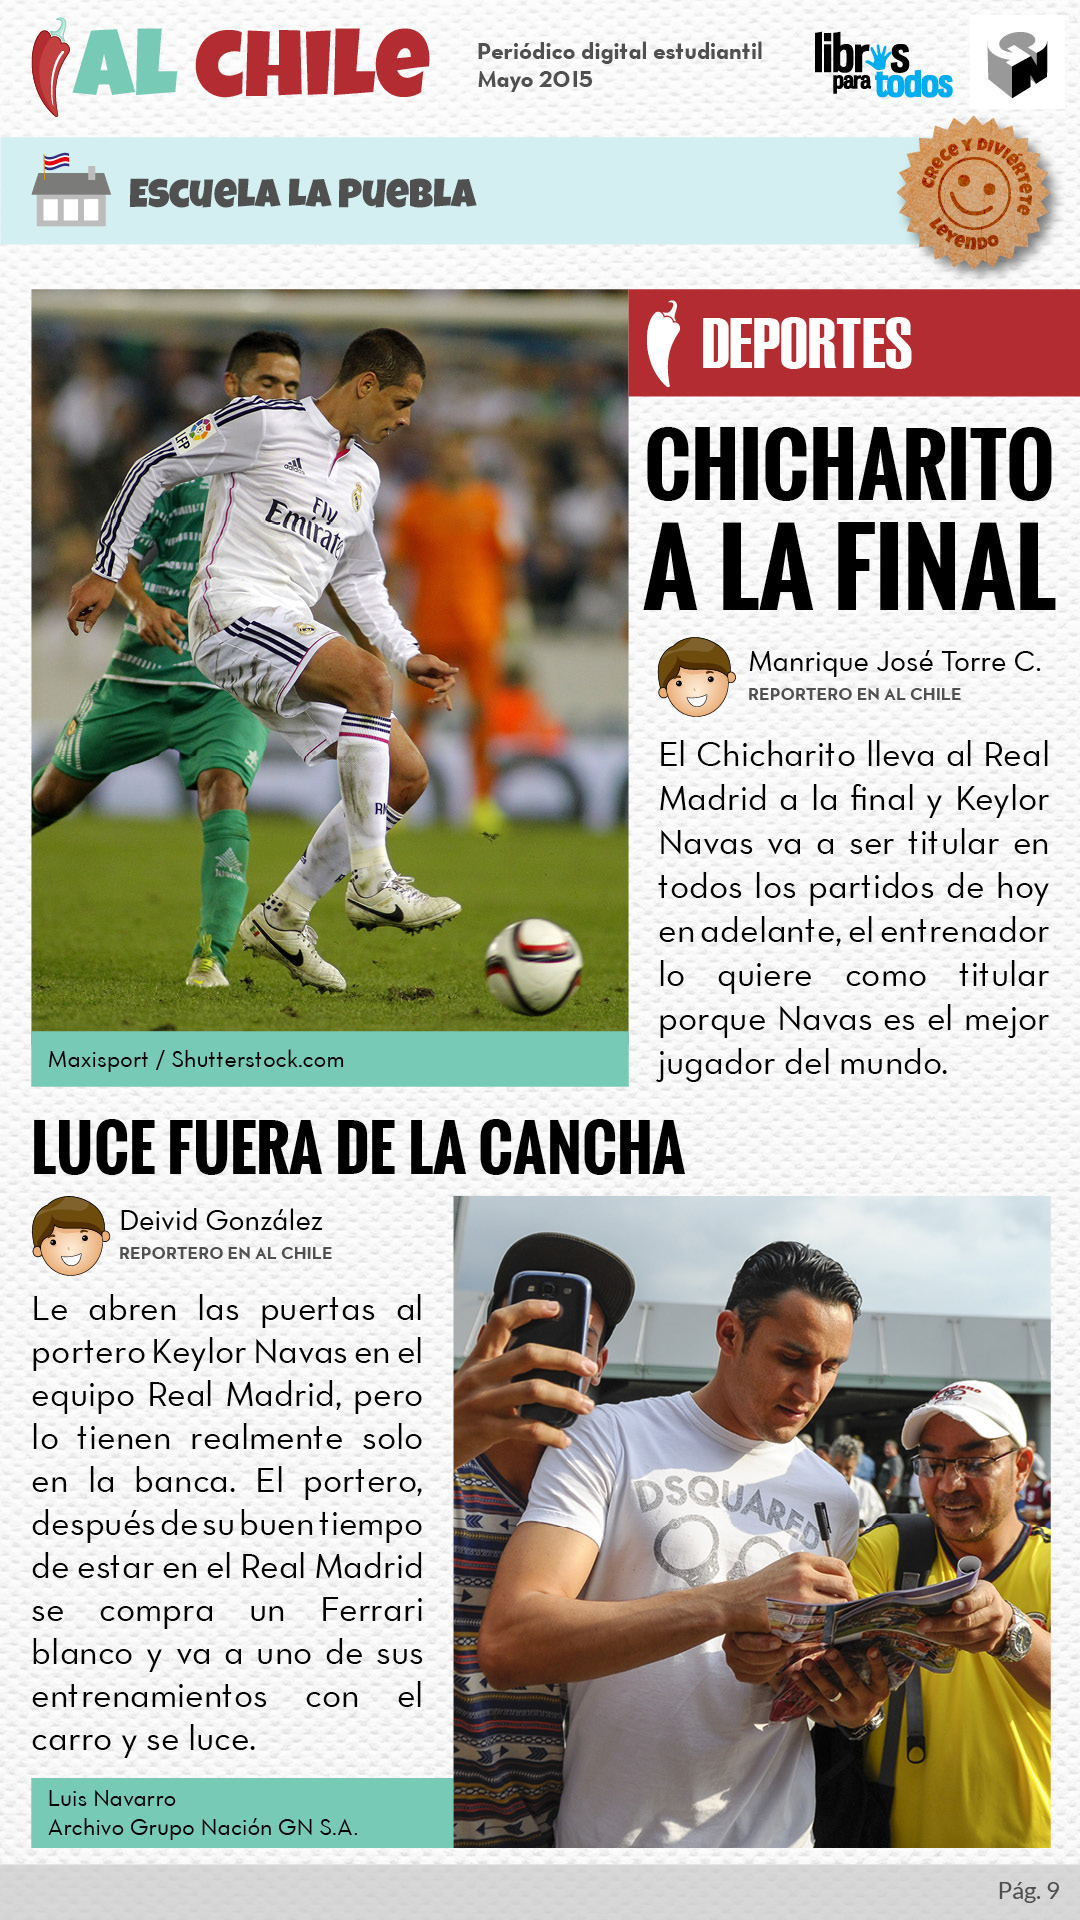 AL CHILE
Periódico digital estudiantil
Mayo 2015
libros
para todos
GN
ESCUELA LA PUEBLA
CRECE Y DIVIÉRTETE
LEYENDO
DEPORTES
LFP
adidas
Fly
Emirates
CHICHARITO
A LA FINAL
Manrique José Torre C.
REPORTERO EN AL CHILE
El Chicharito lleva al Real
Madrid a la final y Keylor
Navas va a ser titular en
todos los partidos de hoy
en adelante, el entrenador
lo quiere como titular
porque Navas es el mejor
jugador del mundo.
Maxisport / Shutterstock.com
LUCE FUERA DE LA CANCHA
Deivid González
REPORTERO EN AL CHILE
Le abren las puertas al
portero Keylor Navas en el
equipo Real Madrid, pero
lo tienen realmente solo
en la banca. El portero,
después de su buen tiempo
de estar en el Real Madrid
se compra un Ferrari
blanco y va a uno de sus
entrenamientos con el
carro y se luce.
DSQUARED
Luis Navarro
Archivo Grupo Nación GN S.A.
Pág. 9